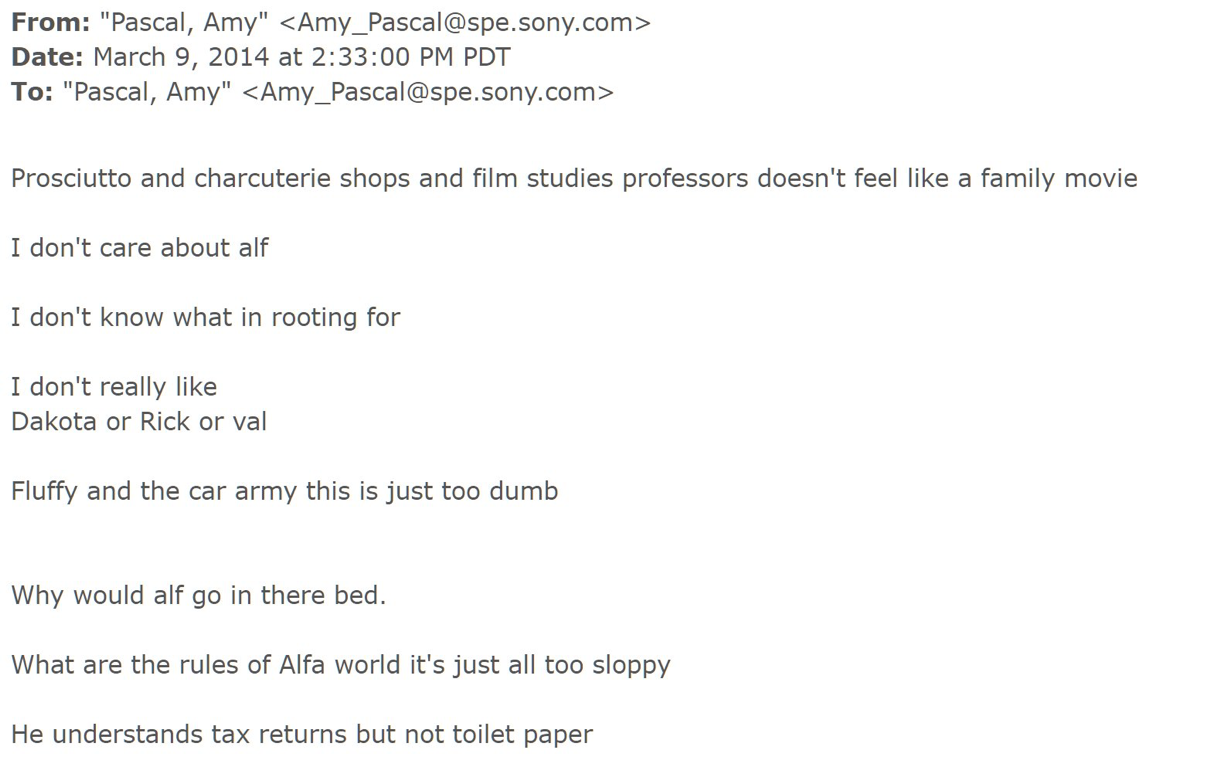 From: "Pascal, Amy" <Amy_Pascal@spe.sony.com>
Date: March 9, 2014 at 2:33:00 PM PDT
To: "Pascal, Amy" <Amy_Pascal@spe.sony.com>
Prosciutto and charcuterie shops and film studies professors doesn't feel like a family movie
I don't care about alf
I don't know what in rooting for
I don't really like
Dakota or Rick or val
Fluffy and the car army this is just too dumb
Why would alf go in there bed.
What are the rules of Alfa world it's just all too sloppy
He understands tax returns but not toilet paper